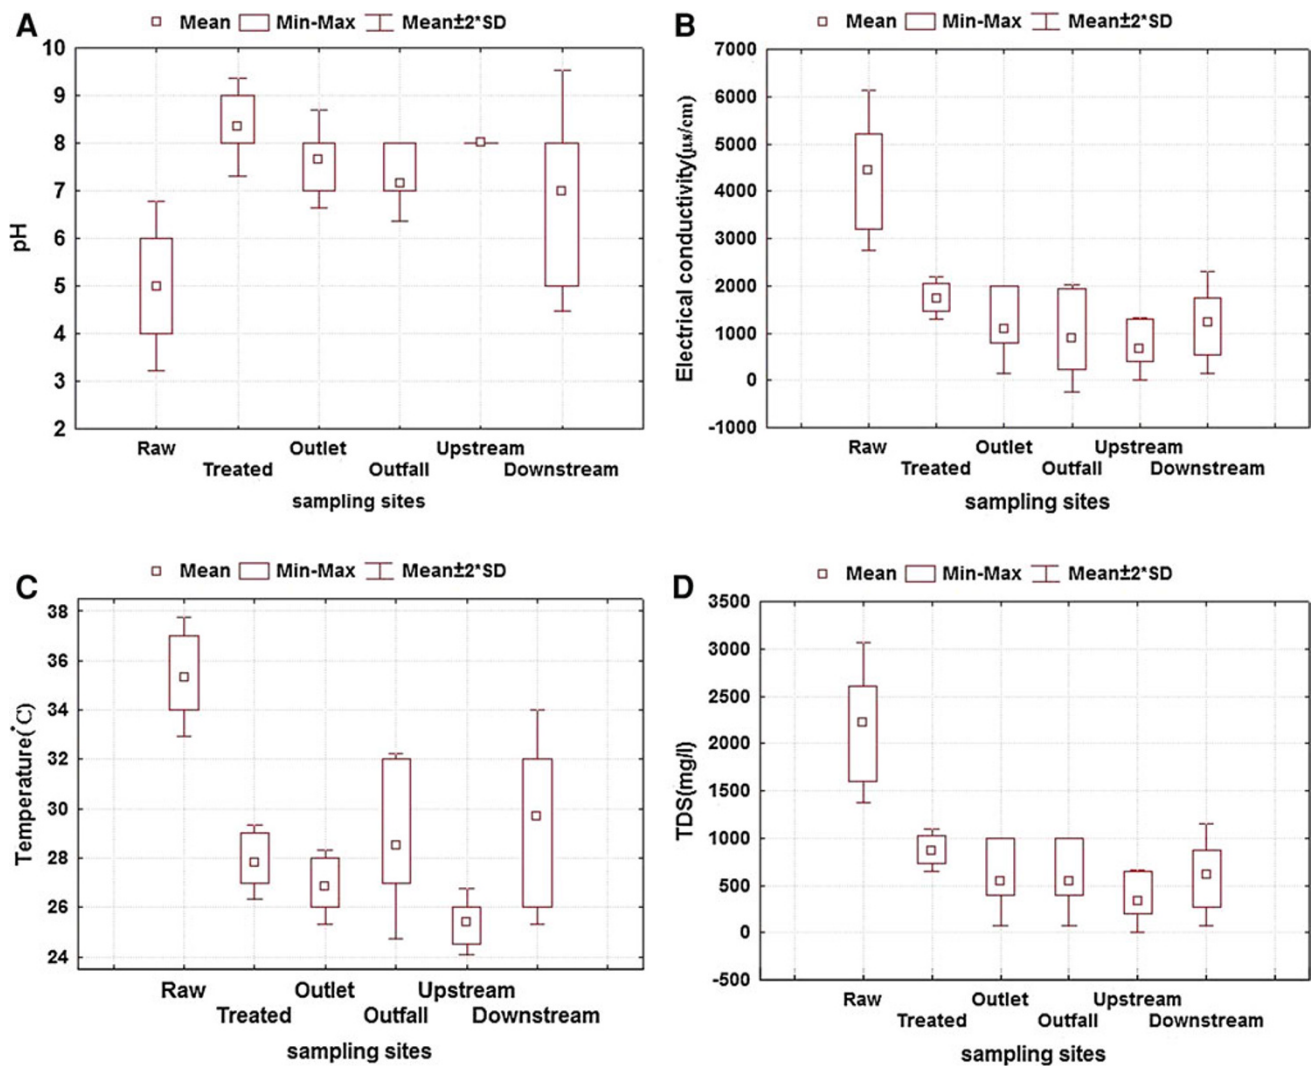 A
Mean Min-Max Mean±2*SD
10
9
8
7
6
5
4
3
2
pH
Raw
Treated
Outlet
Outfall
Upstream
Downstream
sampling sites
B
Mean Min-Max Mean±2*SD
7000
6000
5000
4000
3000
2000
1000
0
-1000
Electrical conductivity(µs/cm)
Raw
Treated
Outlet
Outfall
Upstream
Downstream
sampling sites
C
Mean Min-Max Mean±2*SD
38
36
34
32
30
28
26
24
Temperature(°C)
Raw
Treated
Outlet
Outfall
Upstream
Downstream
sampling sites
D
Mean Min-Max Mean±2*SD
3500
3000
2500
2000
1500
1000
500
0
-500
TDS(mg/l)
Raw
Treated
Outlet
Outfall
Upstream
Downstream
sampling sites